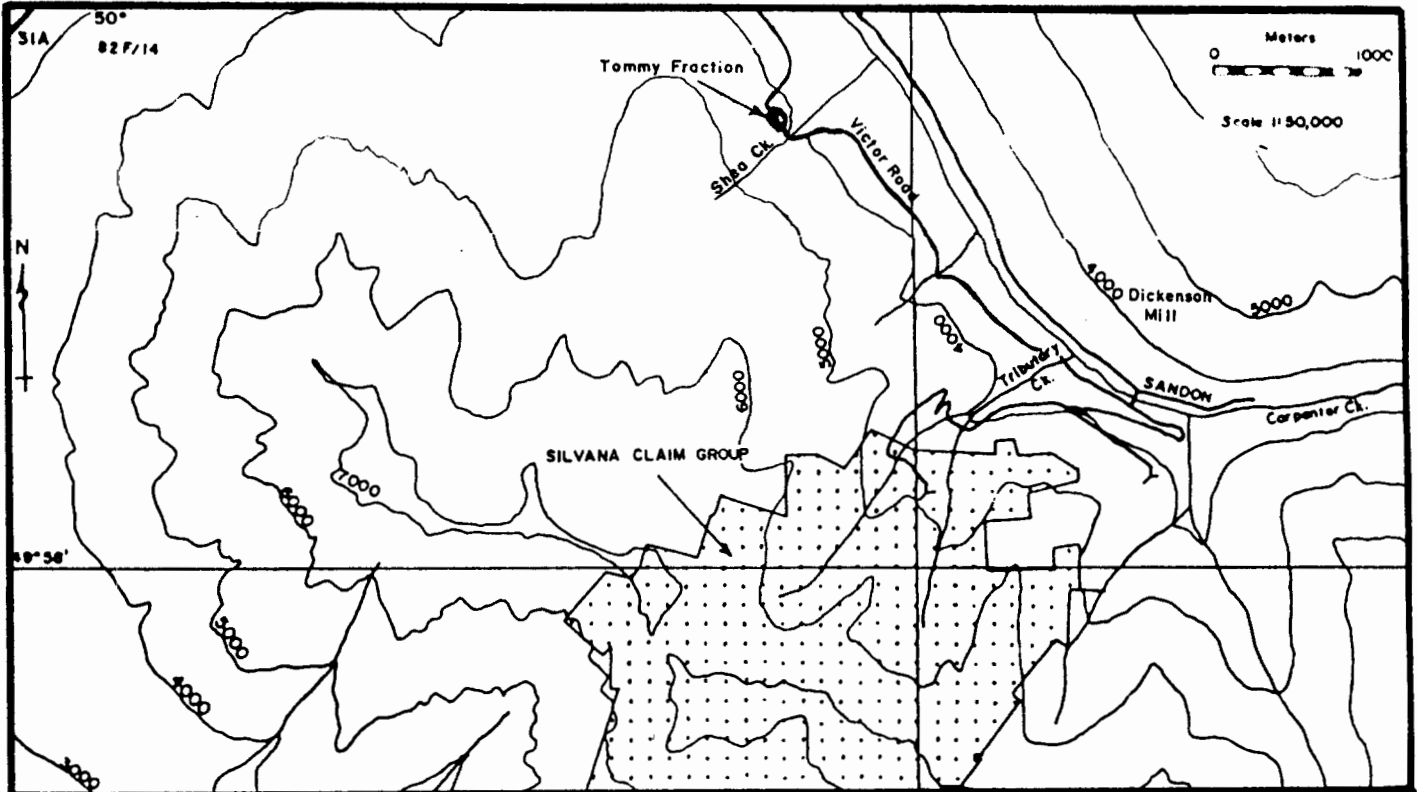 50°
31A
82F/14
Tommy Fraction
Meters
0 1000
Scale 1:50,000
Shea Ck.
Victor Road
N
4000
Dickenson
Mill
5000
5000
4000
Tributary
Ck.
SANDON
Carpenter Ck.
6000
SILVANA CLAIM GROUP
7000
6000
49°58'
5000
4000
3000